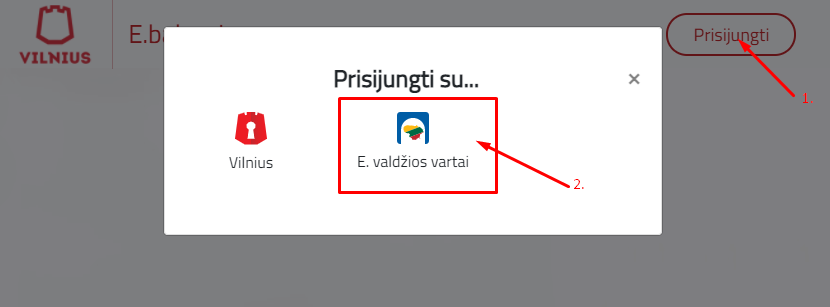 VILNIUS
Prisijungti
1.
Prisijungti su...
×
Vilnius
E. valdžios vartai
2.